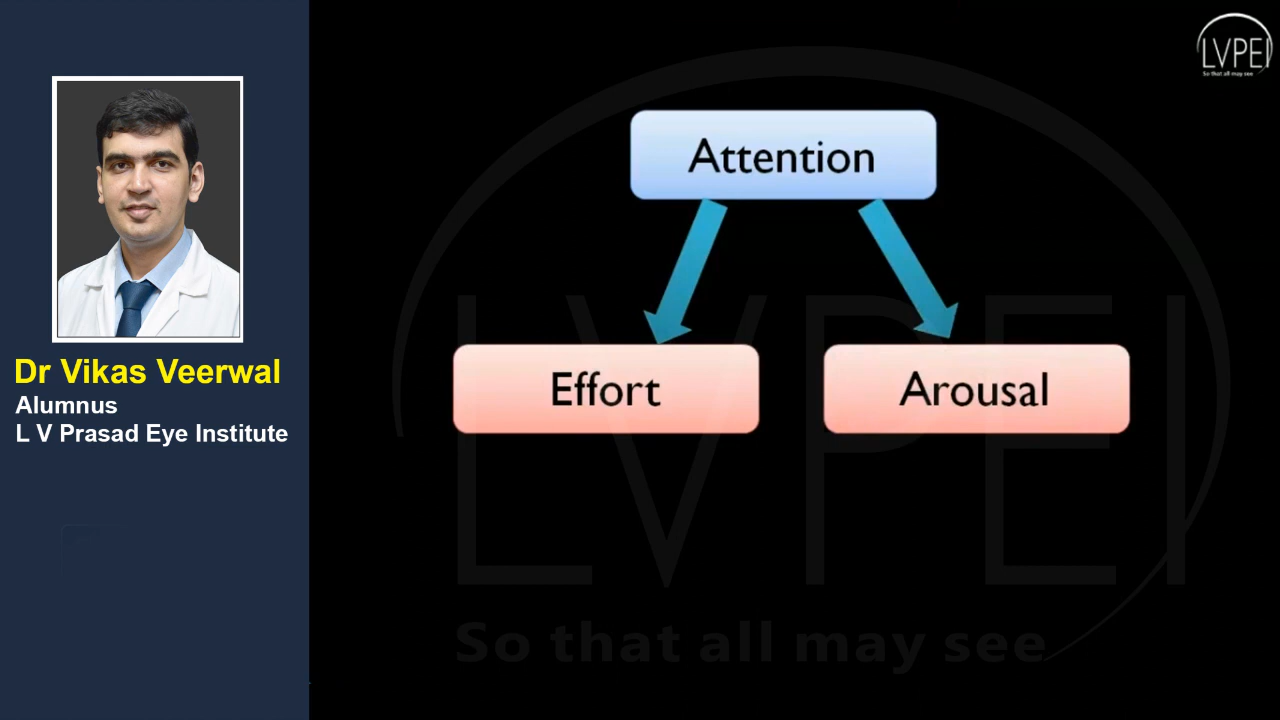 Dr Vikas Veerwal
Alumnus
L V Prasad Eye Institute
LVPEI
So that all may see
Attention
Effort
Arousal
LVPEI
So that all may see